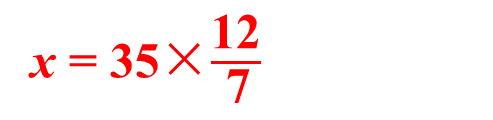 x = 35 × 12/7